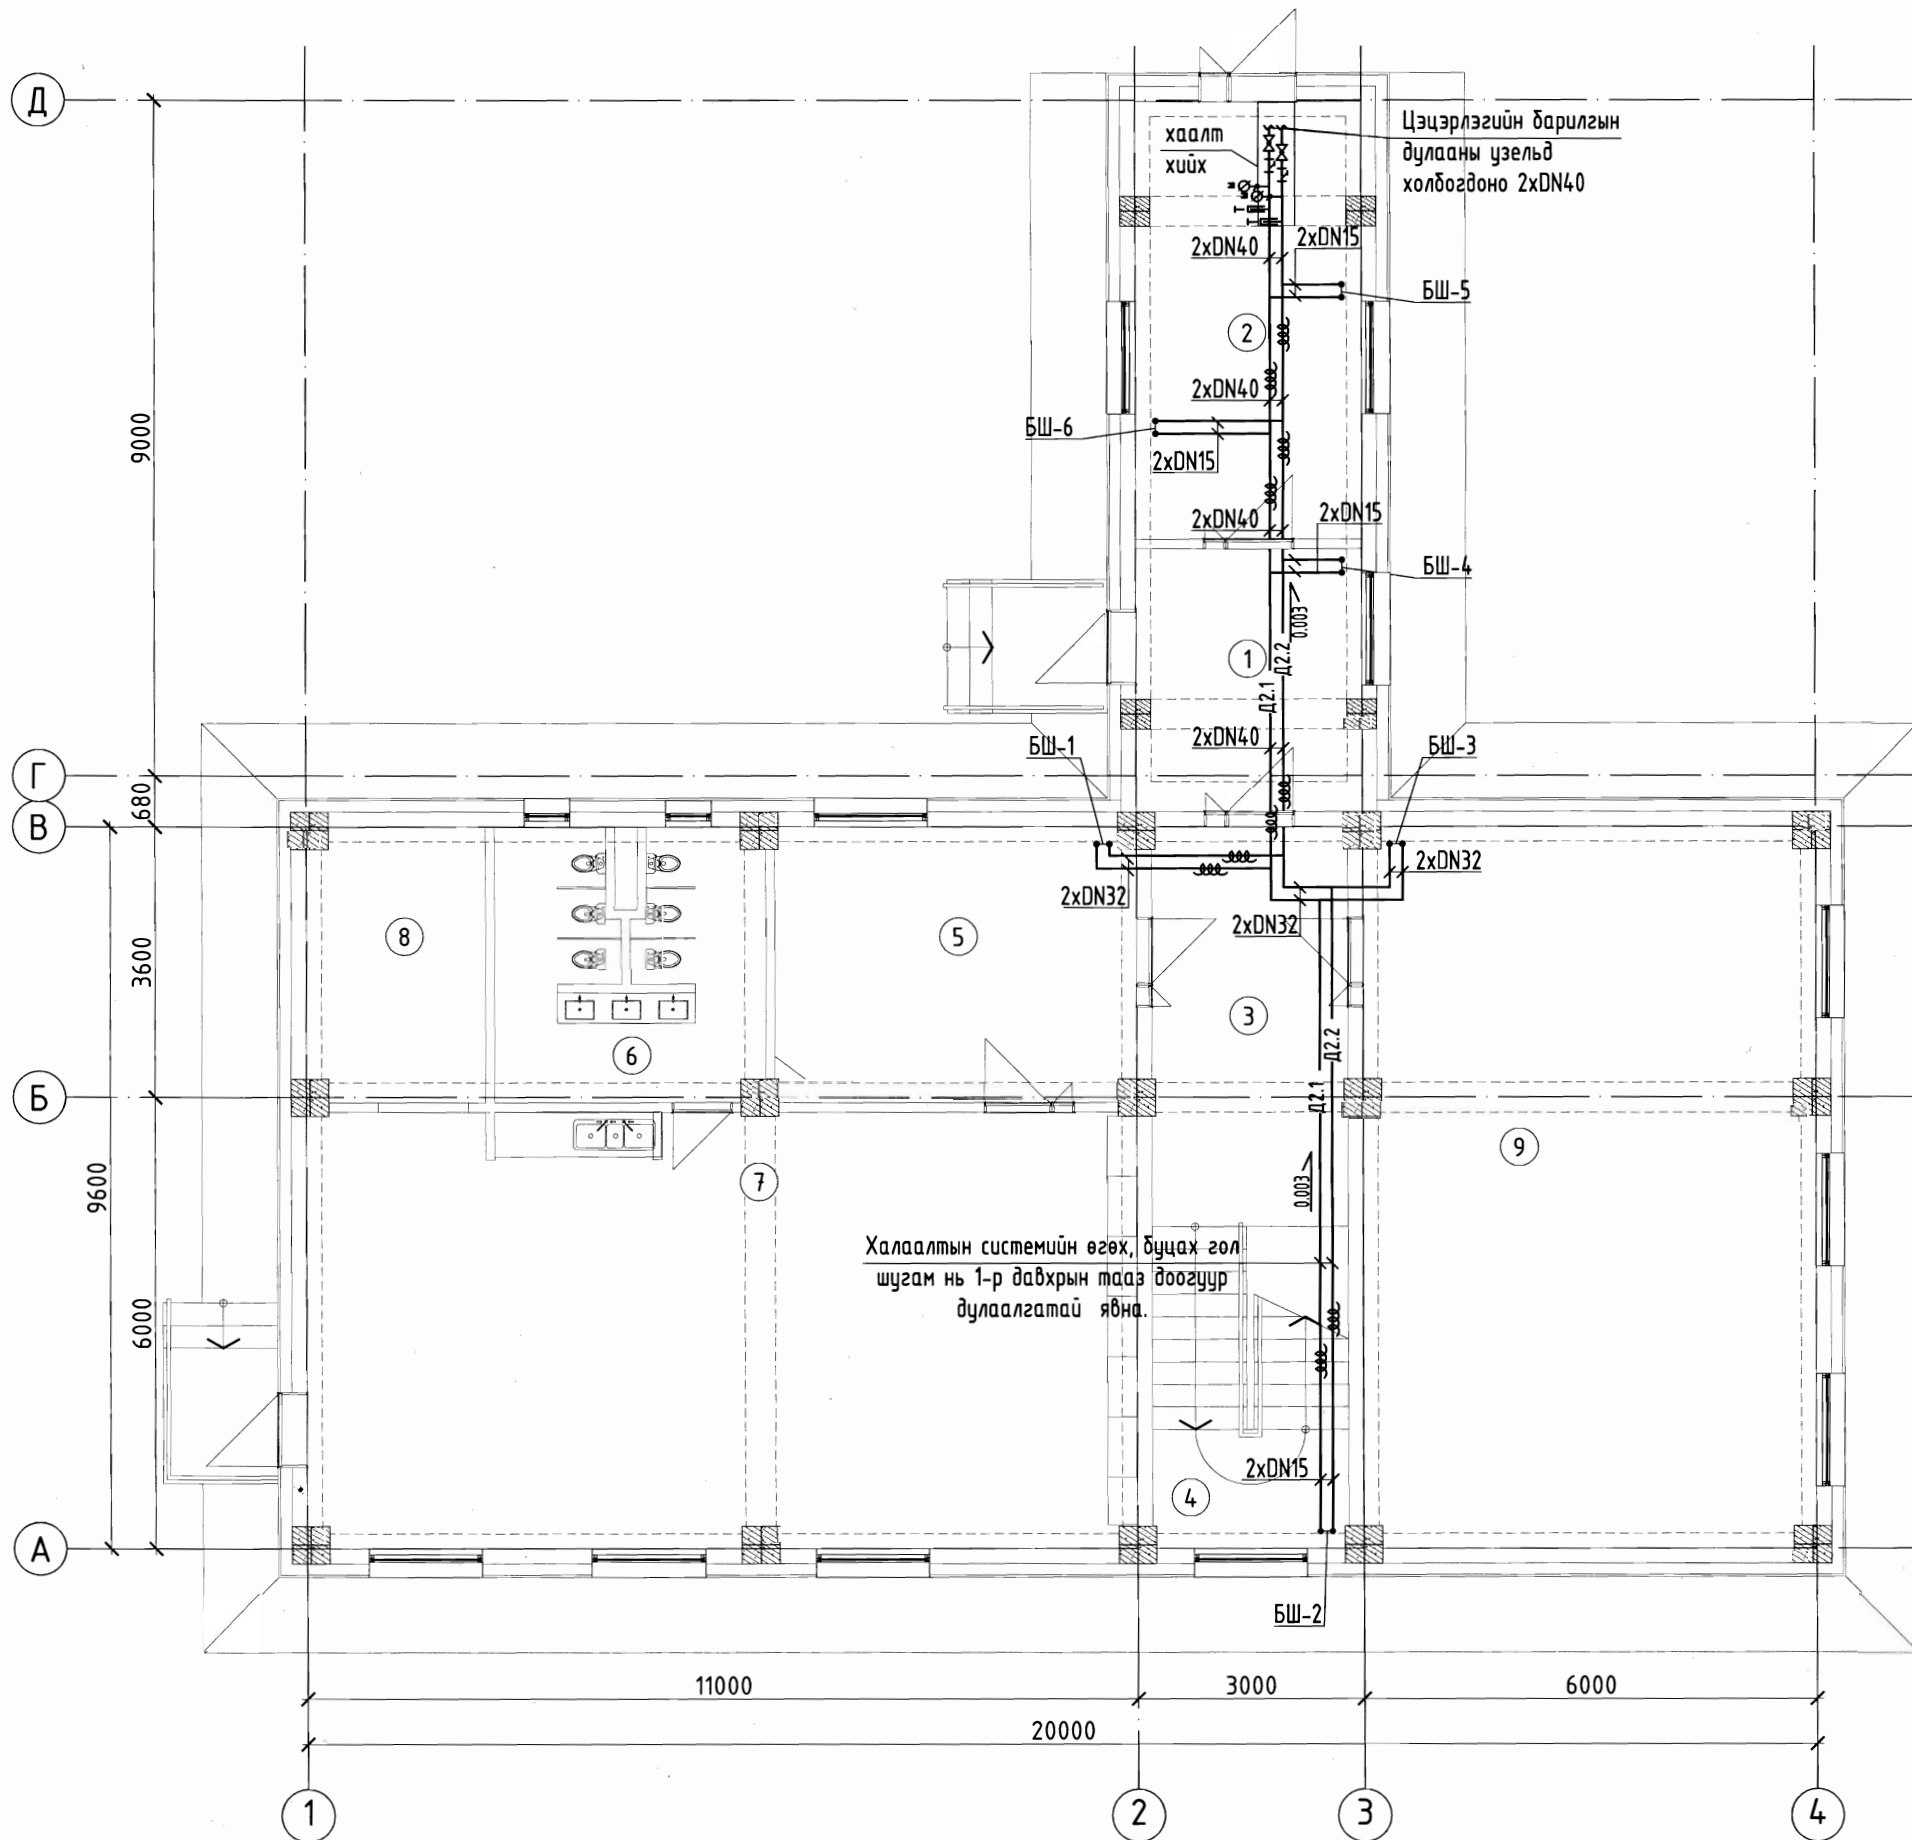 Д
хаалт
хийх
Цэцэрлэгийн барилгын
дулааны узельд
холбогдоно 2xDN40
м
м
Т
Т
2xDN40
2xDN15
БШ-5
2
2xDN40
БШ-6
2xDN15
9000
2xDN40
2xDN15
БШ-4
0.003
1
Д2.2
Д2.1
2xDN40
БШ-1
БШ-3
Г
680
В
2xDN32
2xDN32
2xDN32
8
5
3600
3
6
Д2.2
Б
Д2.1
9
9600
7
0.003
Халаалтын системийн өгөх, буцах гол
шугам нь 1-р давхрын тааз доогуур
дулаалгатай явна.
6000
2xDN15
4
А
БШ-2
11000
3000
6000
20000
1
2
3
4